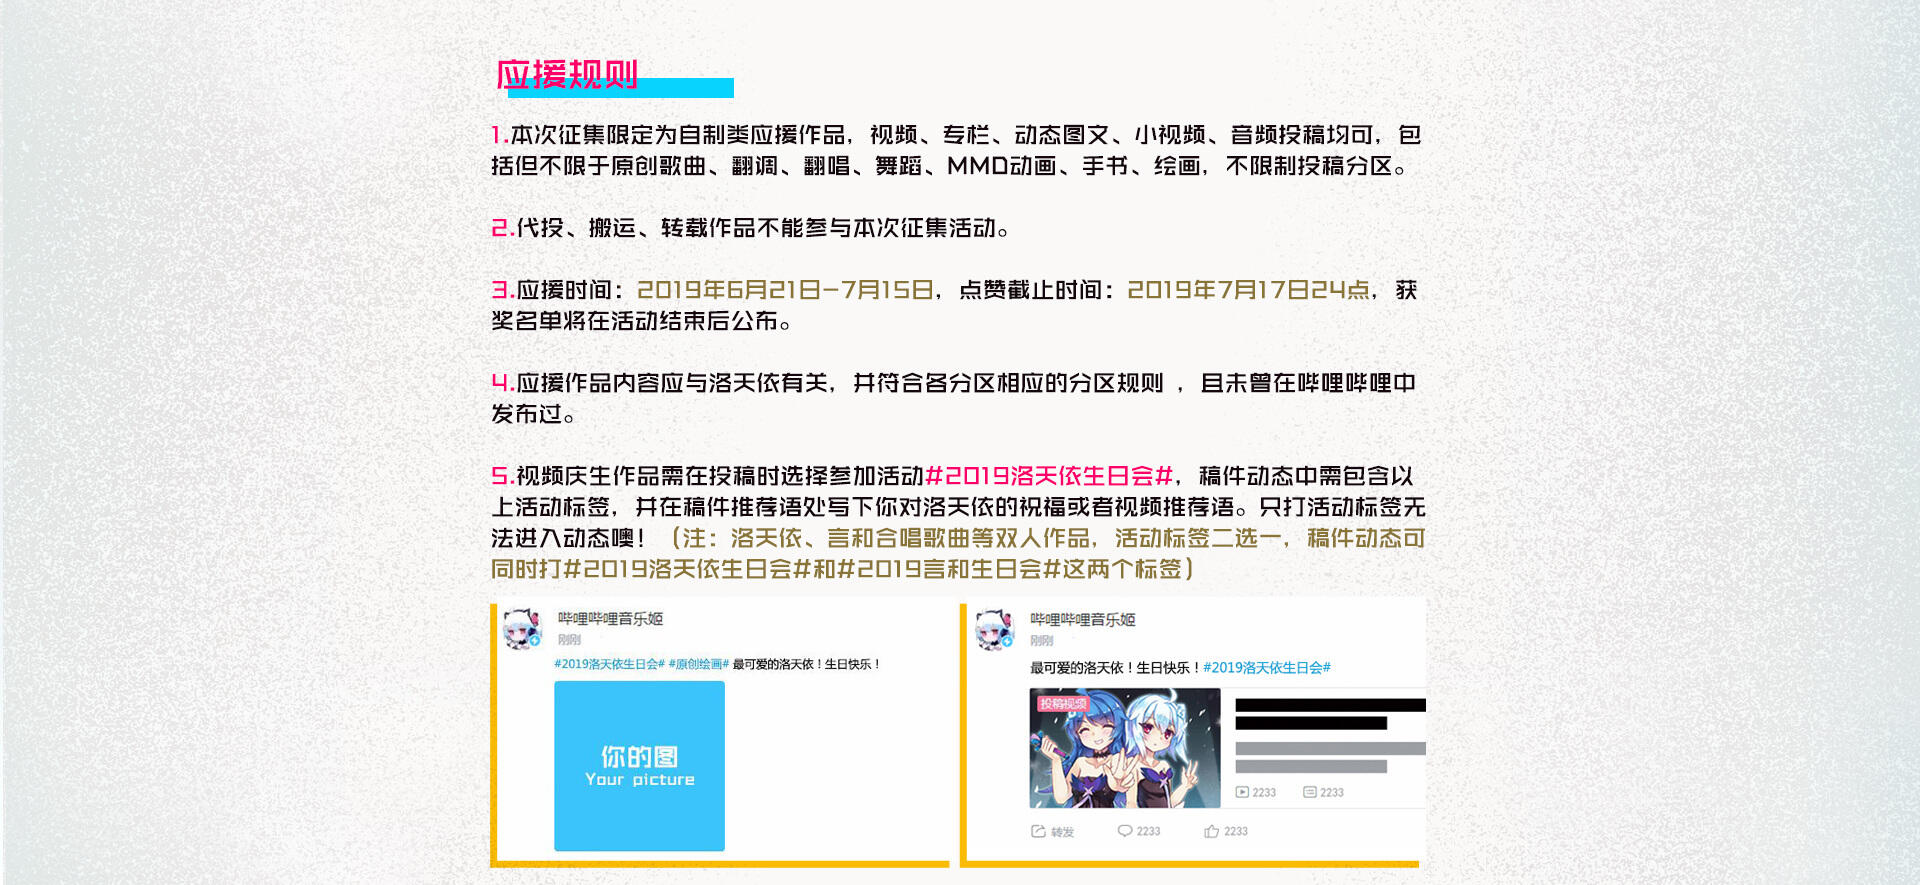 应援规则
1.本次征集限定为自制类应援作品，视频、专栏、动态图文、小视频、音频投稿均可，包
括但不限于原创歌曲、翻调、翻唱、舞蹈、MMD动画、手书、绘画，不限制投稿分区。
2.代投、搬运、转载作品不能参与本次征集活动。
3.应援时间：2019年6月21日-7月15日，点赞截止时间：2019年7月17日24点，获
奖名单将在活动结束后公布。
4.应援作品内容应与洛天依有关，并符合各分区相应的分区规则 ，且未曾在哔哩哔哩中
发布过。
5.视频庆生作品需在投稿时选择参加活动#2019洛天依生日会#，稿件动态中需包含以
上活动标签，并在稿件推荐语处写下你对洛天依的祝福或者视频推荐语。只打活动标签无
法进入动态噢！（注：洛天依、言和合唱歌曲等双人作品，活动标签二选一，稿件动态可
同时打#2019洛天依生日会#和#2019言和生日会#这两个标签）
哔哩哔哩音乐姬
刚刚
#2019洛天依生日会# #原创绘画# 最可爱的洛天依！生日快乐！
你的图
Your picture
哔哩哔哩音乐姬
刚刚
最可爱的洛天依！生日快乐！#2019洛天依生日会#
投稿视频
2233 2233
转发 2233 2233